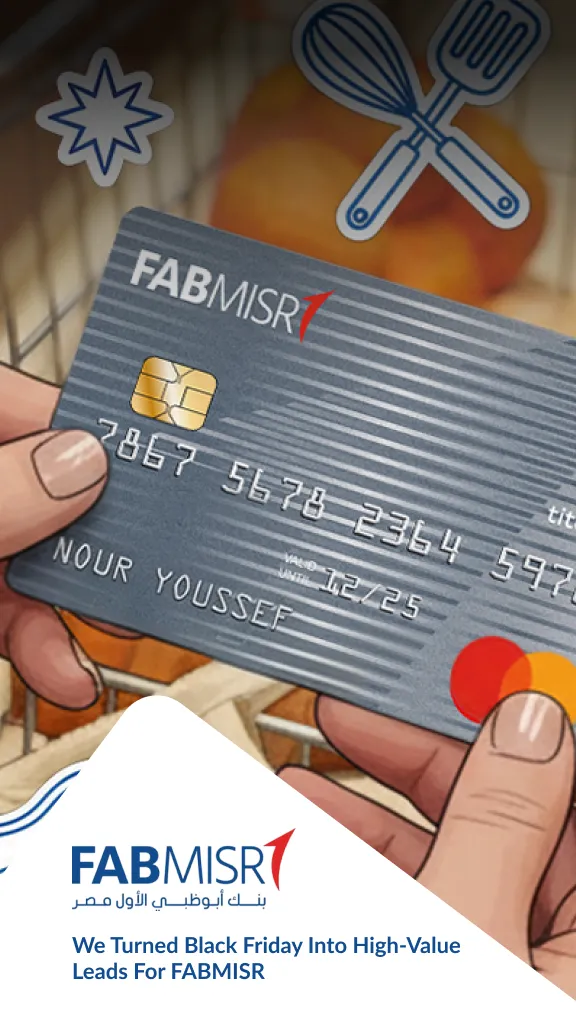 FABMISR
7867 5678 2364 597
tit
NOUR YOUSSEF
VALID
UNTIL 12/25
FABMISR
بنك أبوظبي الأول مصر
We Turned Black Friday Into High-Value
Leads For FABMISR